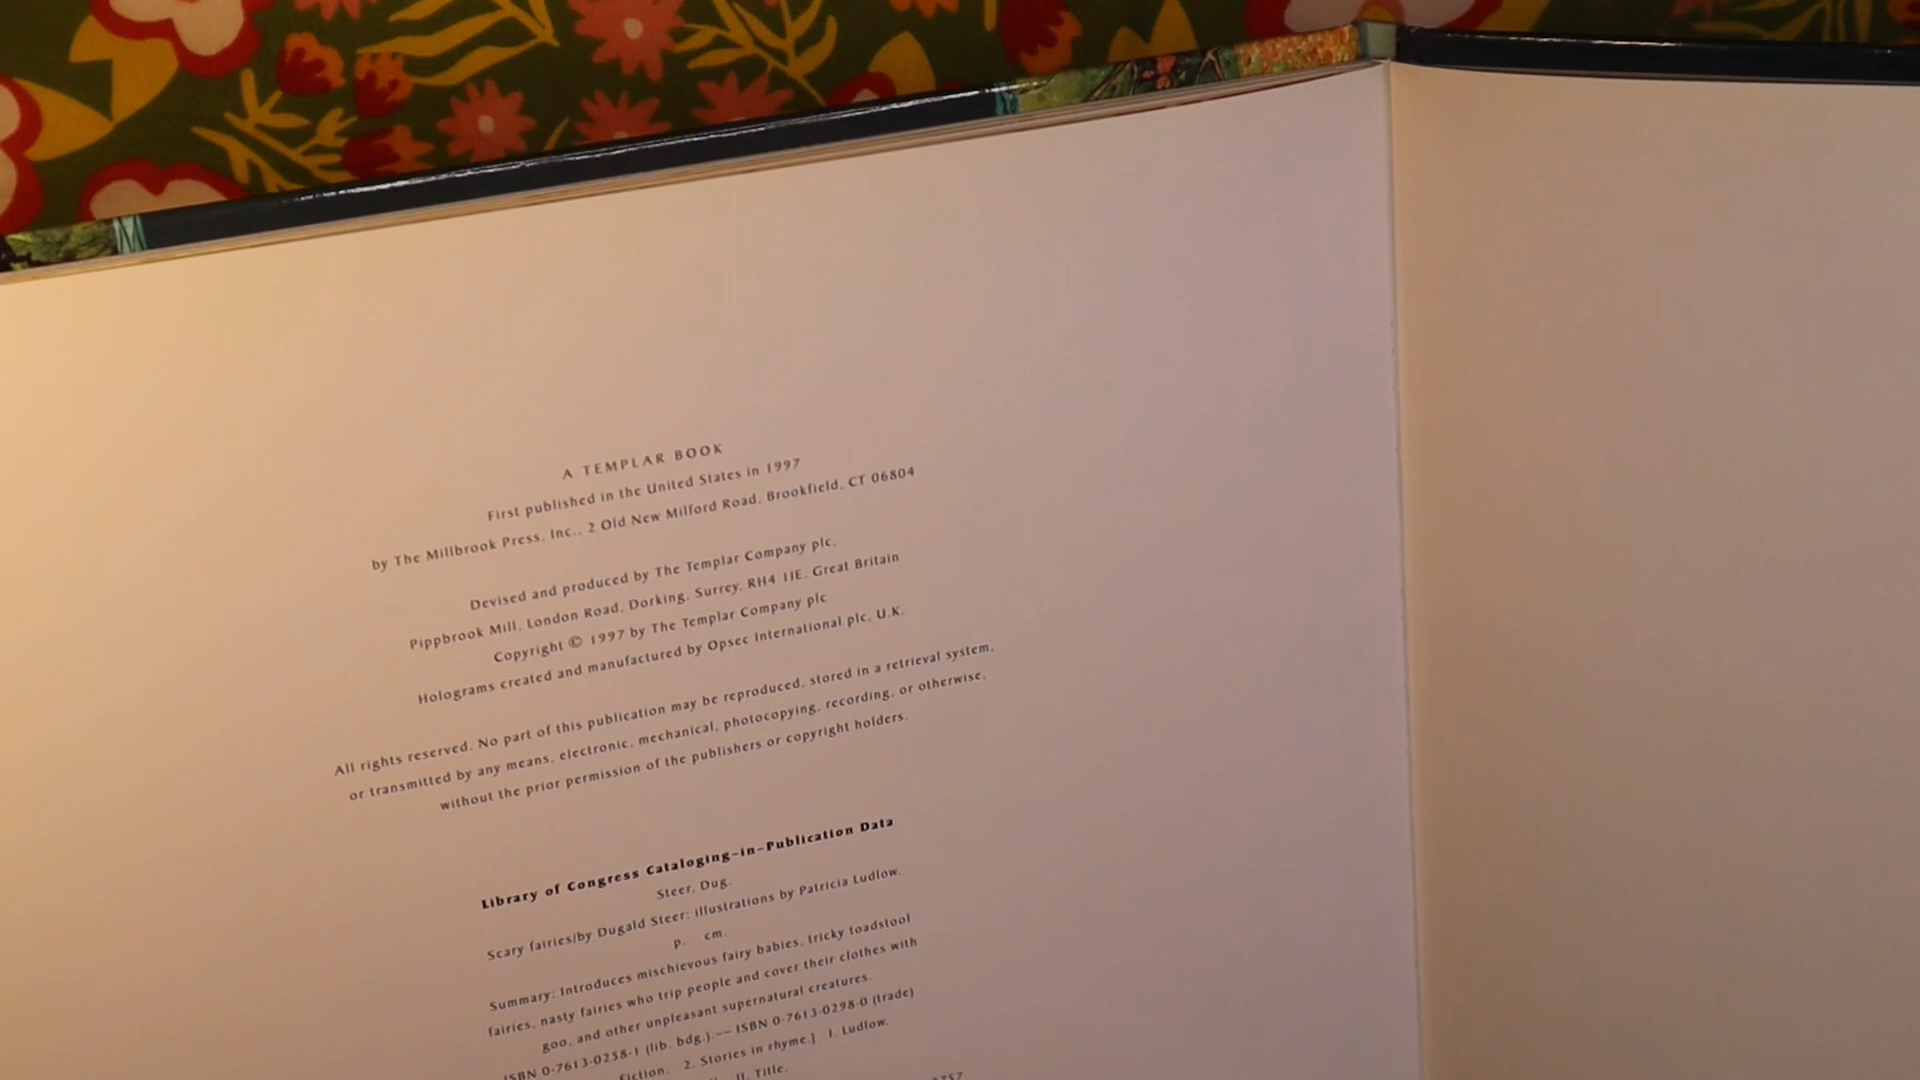 A TEMPLAR BOOK
First published in the United States in 1997
by The Millbrook Press, Inc., 2 Old New Milford Road, Brookfield, CT 06804
Devised and produced by The Templar Company plc,
Pippbrook Mill, London Road, Dorking, Surrey, RH4 1JE, Great Britain
Copyright © 1997 by The Templar Company plc
Holograms created and manufactured by Opsec International plc, U.K.
All rights reserved. No part of this publication may be reproduced, stored in a retrieval system,
or transmitted by any means, electronic, mechanical, photocopying, recording, or otherwise,
without the prior permission of the publishers or copyright holders.
Library of Congress Cataloging-in-Publication Data
Steer, Dug.
Scary fairies/by Dugald Steer; illustrations by Patricia Ludlow.
p. cm.
Summary: Introduces mischievous fairy babies, tricky toadstool
fairies, nasty fairies who trip people and cover their clothes with
goo, and other unpleasant supernatural creatures.
ISBN 0-7613-0258-1 (lib. bdg.).-- ISBN 0-7613-0298-0 (trade)
Fiction. 2. Stories in rhyme.] I. Ludlow,
II. Title.